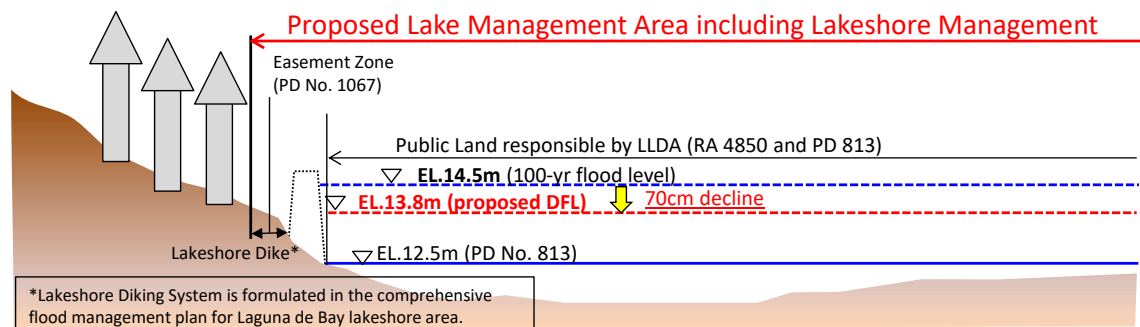 Proposed Lake Management Area including Lakeshore Management
Easement Zone
(PD No. 1067)
Public Land responsible by LLDA (RA 4850 and PD 813)
EL.14.5m (100-yr flood level)
EL.13.8m (proposed DFL)
70cm decline
Lakeshore Dike*
EL.12.5m (PD No. 813)
*Lakeshore Diking System is formulated in the comprehensive
flood management plan for Laguna de Bay lakeshore area.